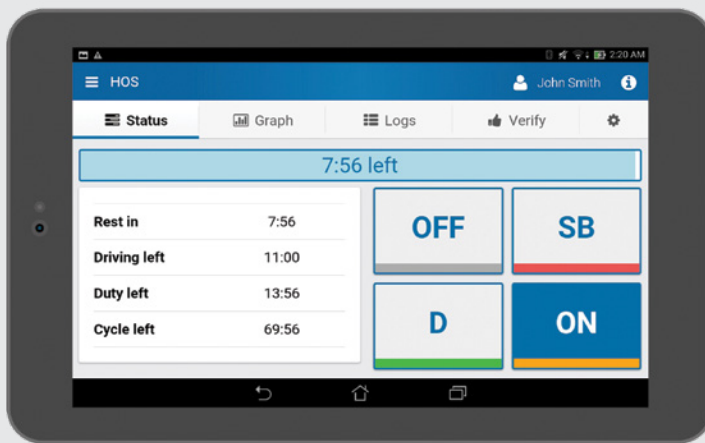 2:20 AM
HOS
John Smith
Status
Graph
Logs
Verify
7:56 left
Rest in 7:56
Driving left 11:00
Duty left 13:56
Cycle left 69:56
OFF
SB
D
ON